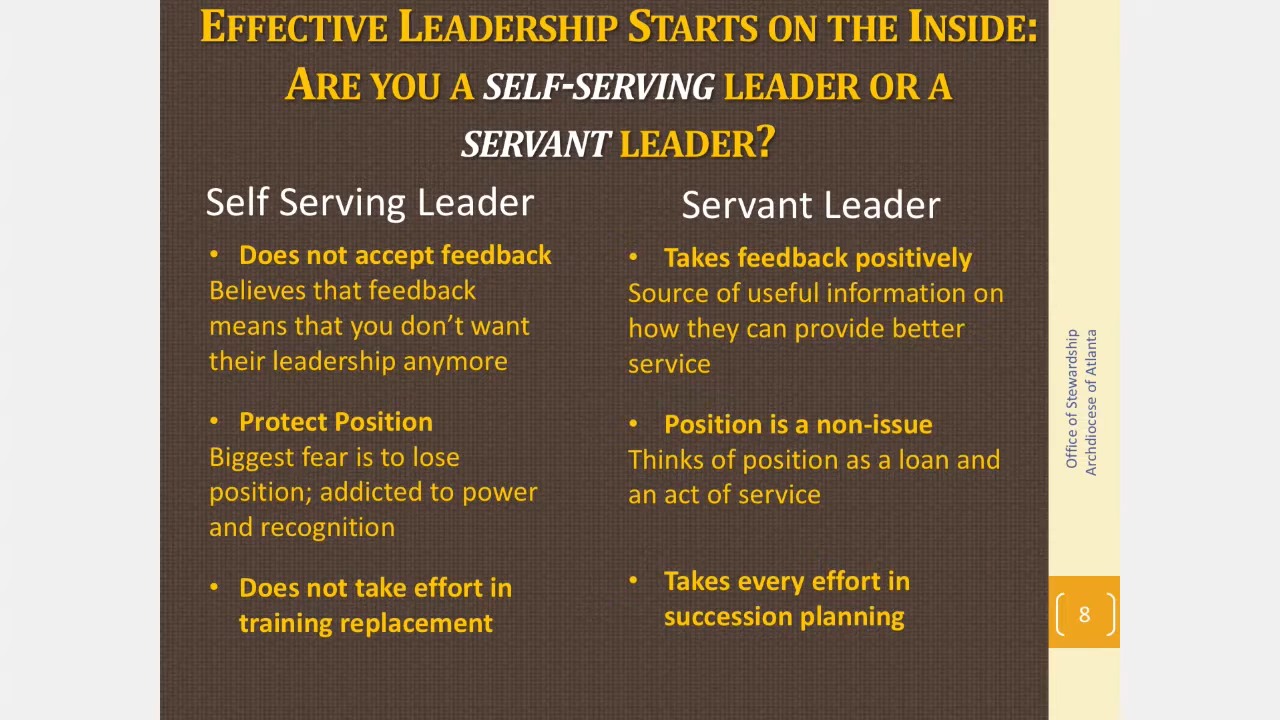 EFFECTIVE LEADERSHIP STARTS ON THE INSIDE:
ARE YOU A SELF-SERVING LEADER OR A
SERVANT LEADER?
Self Serving Leader
• Does not accept feedback
Believes that feedback
means that you don’t want
their leadership anymore
• Protect Position
Biggest fear is to lose
position; addicted to power
and recognition
• Does not take effort in
training replacement
Servant Leader
• Takes feedback positively
Source of useful information on
how they can provide better
service
• Position is a non-issue
Thinks of position as a loan and
an act of service
• Takes every effort in
succession planning
Office of Stewardship
Archdiocese of Atlanta
8